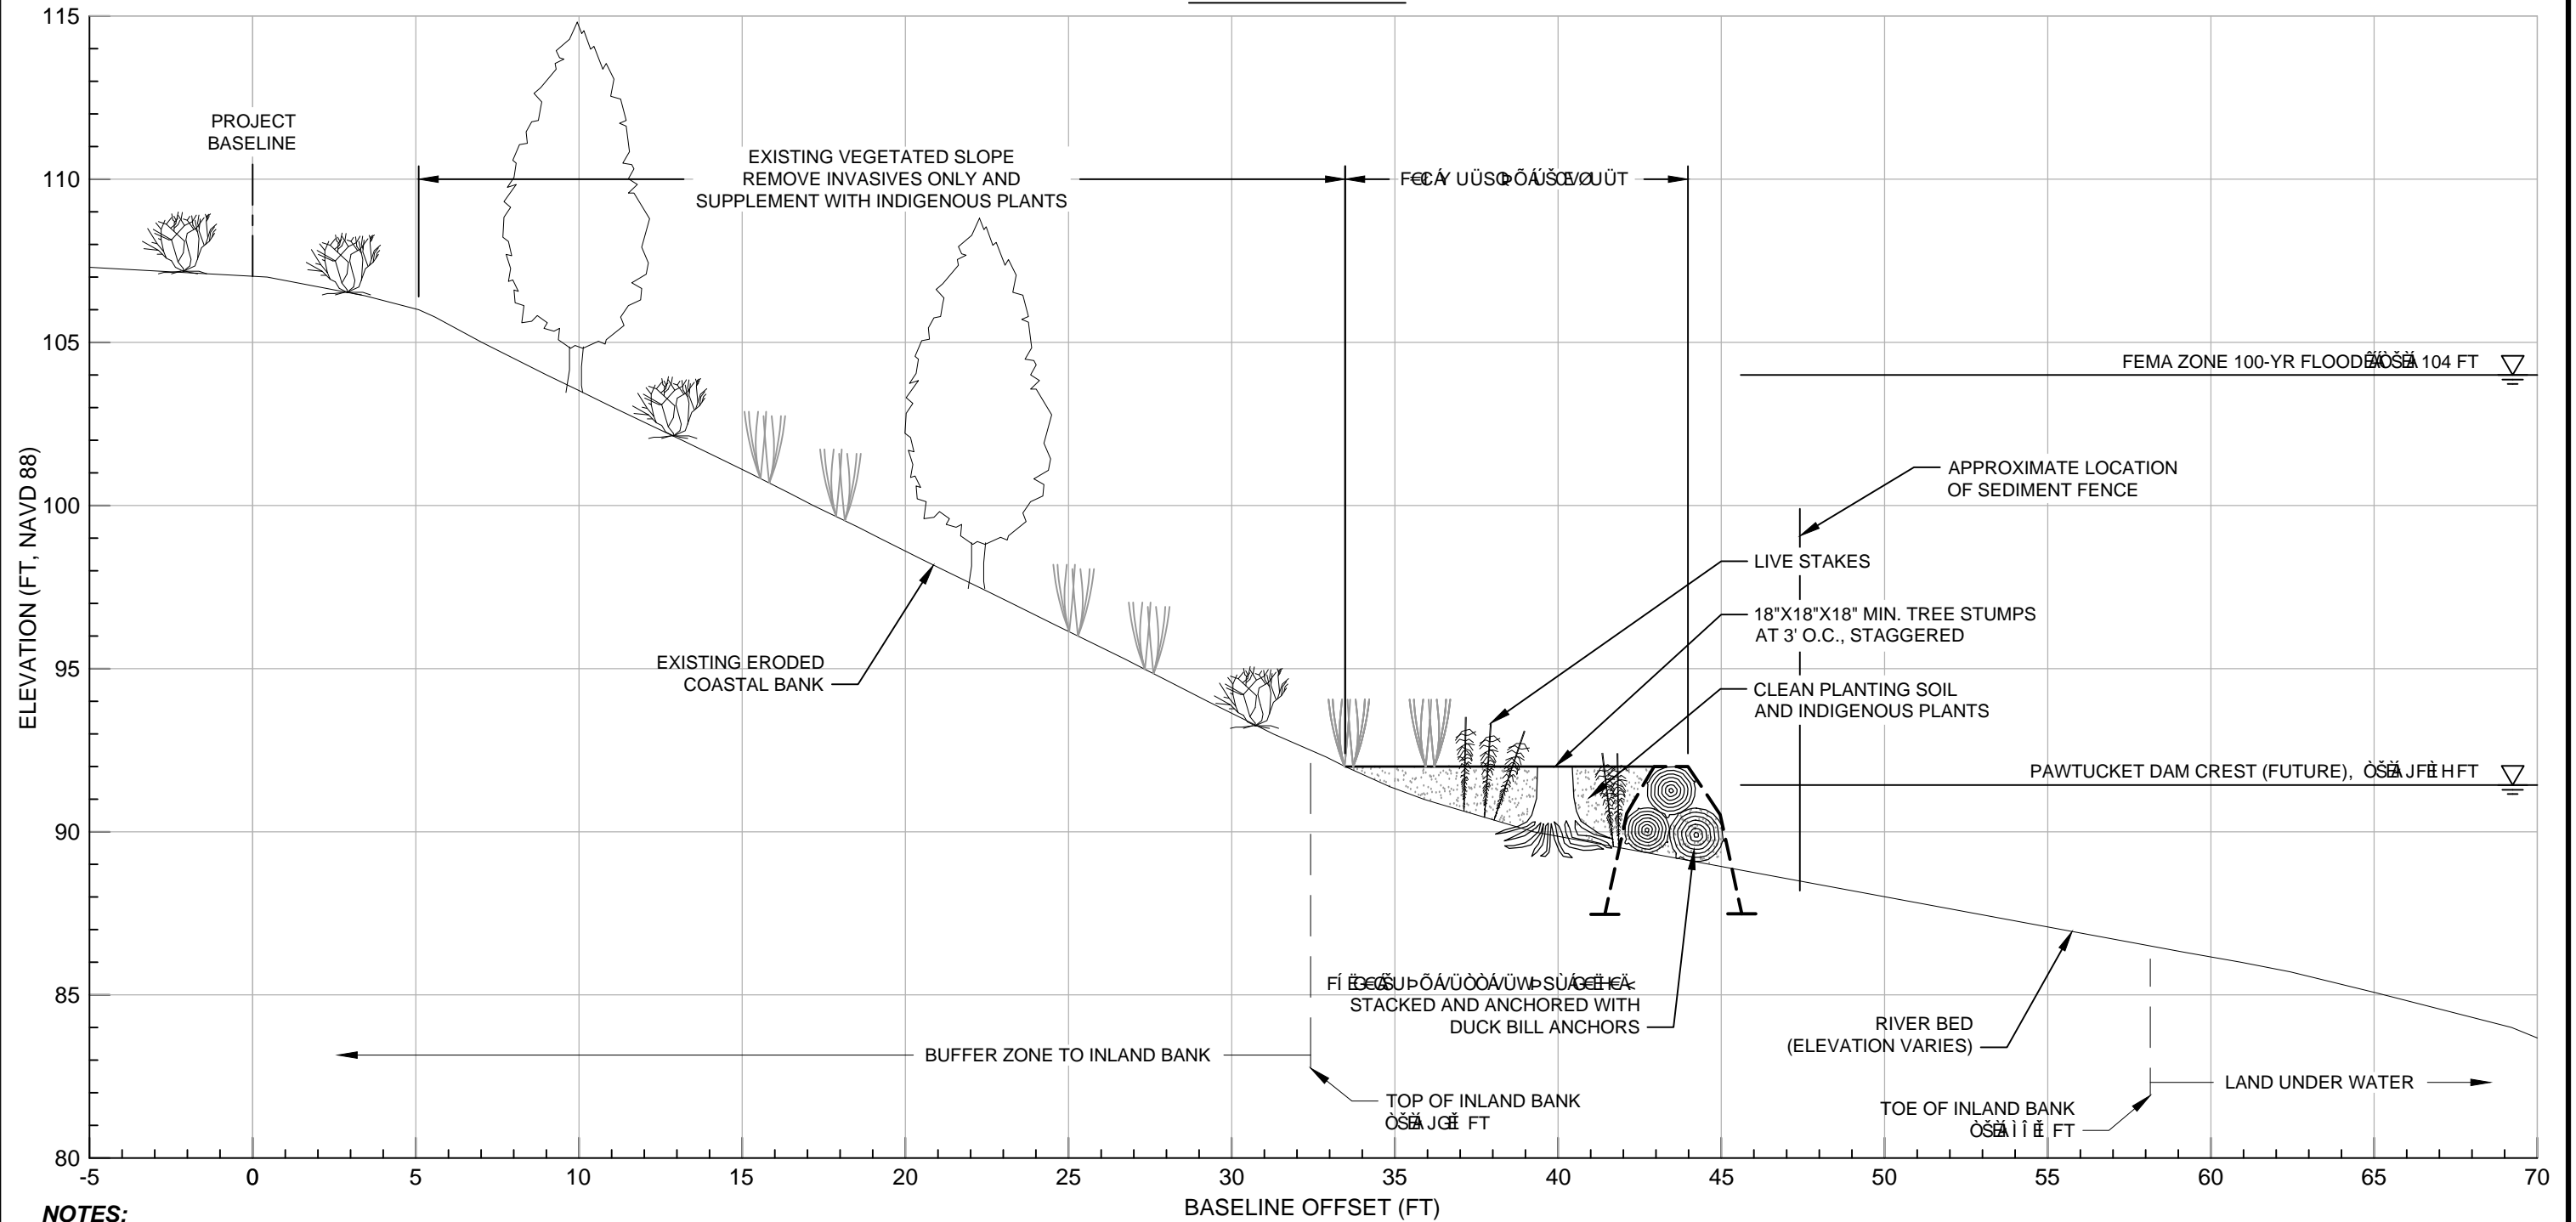 115
110
105
100
95
90
85
80
ELEVATION (FT, NAVD 88)
PROJECT
BASELINE
EXISTING VEGETATED SLOPE
REMOVE INVASIVES ONLY AND
SUPPLEMENT WITH INDIGENOUS PLANTS
FEMA ZONE 100-YR FLOOD 104 FT
APPROXIMATE LOCATION
OF SEDIMENT FENCE
LIVE STAKES
18"X18"X18" MIN. TREE STUMPS
AT 3' O.C., STAGGERED
CLEAN PLANTING SOIL
AND INDIGENOUS PLANTS
EXISTING ERODED
COASTAL BANK
PAWTUCKET DAM CREST (FUTURE), FT
STACKED AND ANCHORED WITH
DUCK BILL ANCHORS
RIVER BED
(ELEVATION VARIES)
BUFFER ZONE TO INLAND BANK
TOP OF INLAND BANK
FT
LAND UNDER WATER
TOE OF INLAND BANK
FT
-5 0 5 10 15 20 25 30 35 40 45 50 55 60 65 70
BASELINE OFFSET (FT)
NOTES: